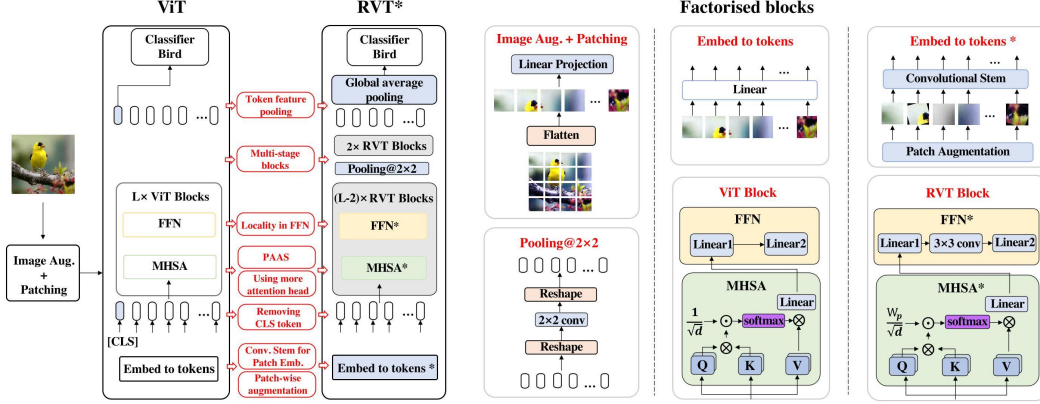 ViT
RVT*
Classifier
Bird
Classifier
Bird
Global average
pooling
Token feature
pooling
...
...
Multi-stage
blocks
2× RVT Blocks
Pooling@2×2
L× ViT Blocks
(L-2)× RVT Blocks
FFN
Locality in FFN
FFN*
MHSA
PAAS
Using more
attention head
MHSA*
Image Aug.
+
Patching
Removing
CLS token
...
...
[CLS]
Embed to tokens
Conv. Stem for
Patch Emb.
Patch-wise
augmentation
Embed to tokens *
Image Aug. + Patching
Linear Projection
...
Flatten
Pooling@2×2
...
Reshape
2×2 conv
Reshape
...
Factorised blocks
Embed to tokens
...
Linear
...
Embed to tokens *
...
Convolutional Stem
...
Patch Augmentation
ViT Block
FFN
Linear1
Linear2
MHSA
Linear
1
√d
softmax
Q
K
V
RVT Block
FFN*
Linear1
3×3 conv
Linear2
MHSA*
Linear
Wp
√d
softmax
Q
K
V